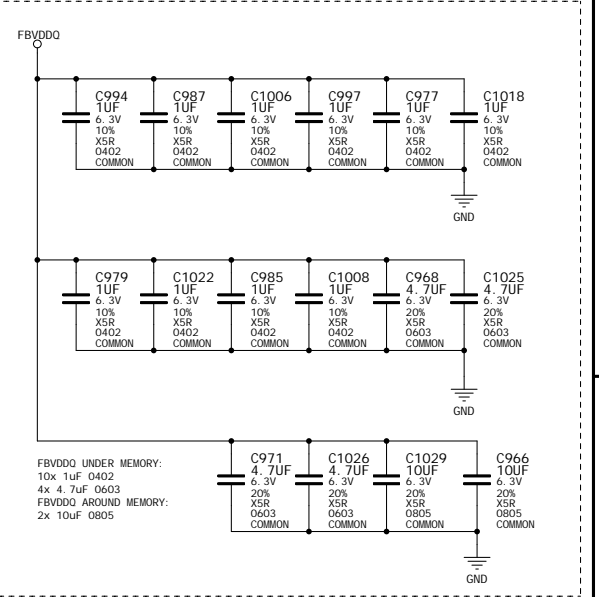 FBVDDQ
C994 C987 C1006 C997 C977 C1018
1UF 1UF 1UF 1UF 1UF 1UF
6.3V 6.3V 6.3V 6.3V 6.3V 6.3V
10% 10% 10% 10% 10% 10%
X5R X5R X5R X5R X5R X5R
0402 0402 0402 0402 0402 0402
COMMON COMMON COMMON COMMON COMMON COMMON
GND
C979 C1022 C985 C1008 C968 C1025
1UF 1UF 1UF 1UF 4.7UF 4.7UF
6.3V 6.3V 6.3V 6.3V 6.3V 6.3V
10% 10% 10% 10% 20% 20%
X5R X5R X5R X5R X5R X5R
0402 0402 0402 0402 0603 0603
COMMON COMMON COMMON COMMON COMMON COMMON
GND
C971 C1026 C1029 C966
4.7UF 4.7UF 10UF 10UF
6.3V 6.3V 6.3V 6.3V
20% 20% 20% 20%
X5R X5R X5R X5R
0603 0603 0805 0805
COMMON COMMON COMMON COMMON
GND
FBVDDQ UNDER MEMORY:
10x 1uF 0402
4x 4.7uF 0603
FBVDDQ AROUND MEMORY:
2x 10uF 0805